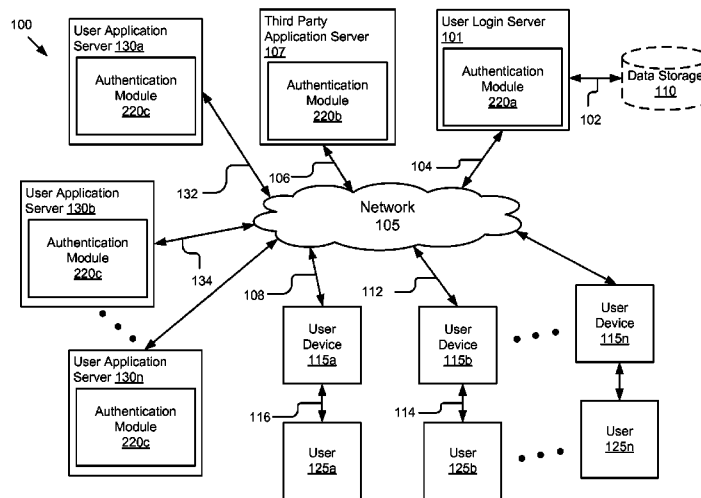 100
User Application
Server 130a
Authentication
Module
220c
Third Party
Application Server
107
Authentication
Module
220b
User Login Server
101
Authentication
Module
220a
Data Storage
110
102
132
106
104
User Application
Server 130b
Authentication
Module
220c
134
Network
105
108
112
User Application
Server 130n
Authentication
Module
220c
User
Device
115a
User
Device
115b
User
Device
115n
116
114
User
125a
User
125b
User
125n